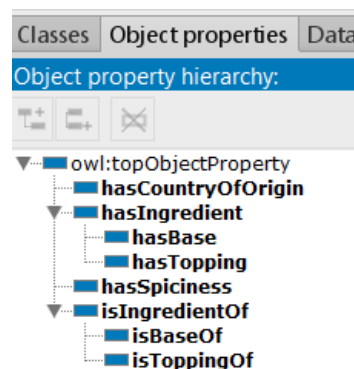 Classes Object properties Data
Object property hierarchy:
owl:topObjectProperty
hasCountryOfOrigin
hasIngredient
hasBase
hasTopping
hasSpiciness
isIngredientOf
isBaseOf
isToppingOf